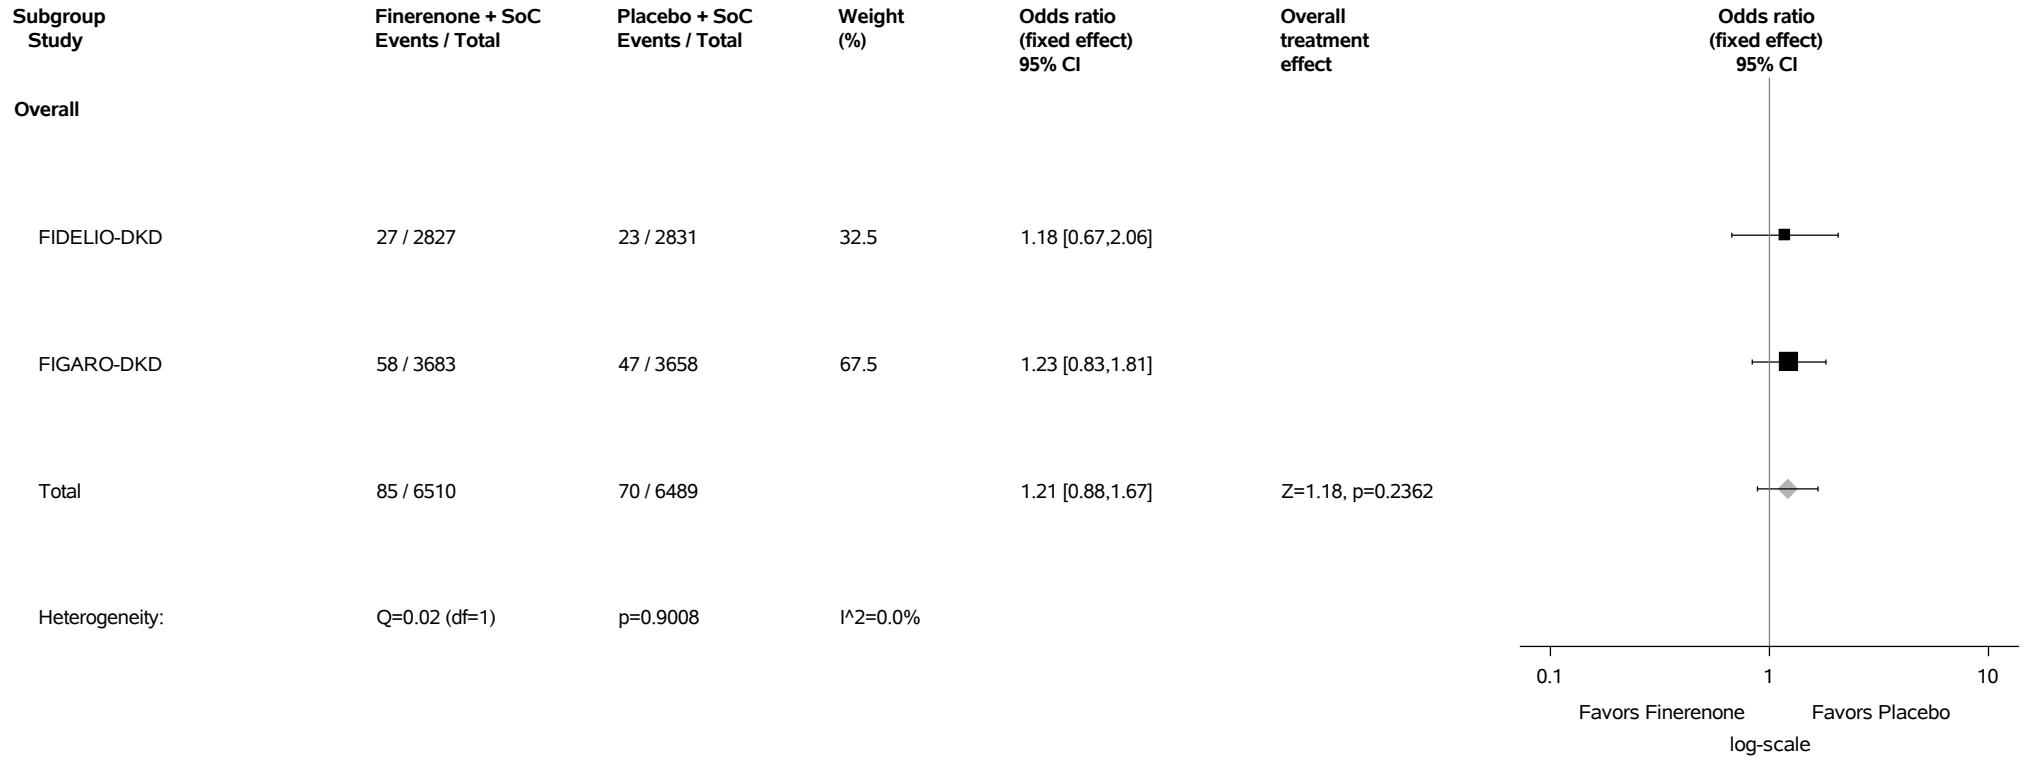 Subgroup Finerenone + SoC Placebo + SoC Weight Odds ratio Overall Odds ratio
Study Events / Total Events / Total (%) (fixed effect) treatment (fixed effect)
95% CI effect 95% CI
Overall
FIDELIO-DKD 27 / 2827 23 / 2831 32.5 1.18 [0.67,2.06]
FIGARO-DKD 58 / 3683 47 / 3658 67.5 1.23 [0.83,1.81]
Total 85 / 6510 70 / 6489 1.21 [0.88,1.67] Z=1.18, p=0.2362
Heterogeneity: Q=0.02 (df=1) p=0.9008 I^2=0.0%
0.1 1 10
Favors Finerenone Favors Placebo
log-scale